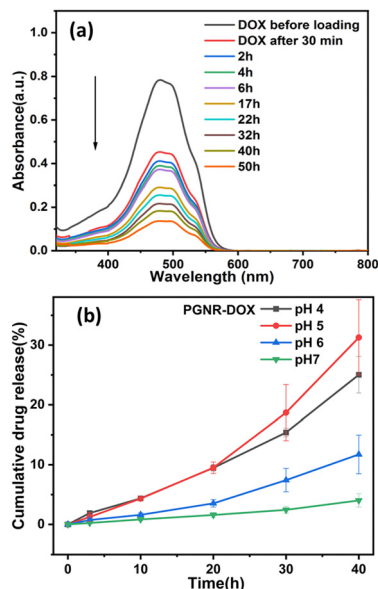 (a)
DOX before loading
DOX after 30 min
2h
4h
6h
17h
22h
32h
40h
50h
Absorbance(a.u.)
1.0
0.8
0.6
0.4
0.2
0.0
400 500 600 700 800
Wavelength (nm)
(b)
PGNR-DOX
pH 4
pH 5
pH 6
pH7
Cumulative drug release(%)
30
20
10
0
0 10 20 30 40
Time(h)